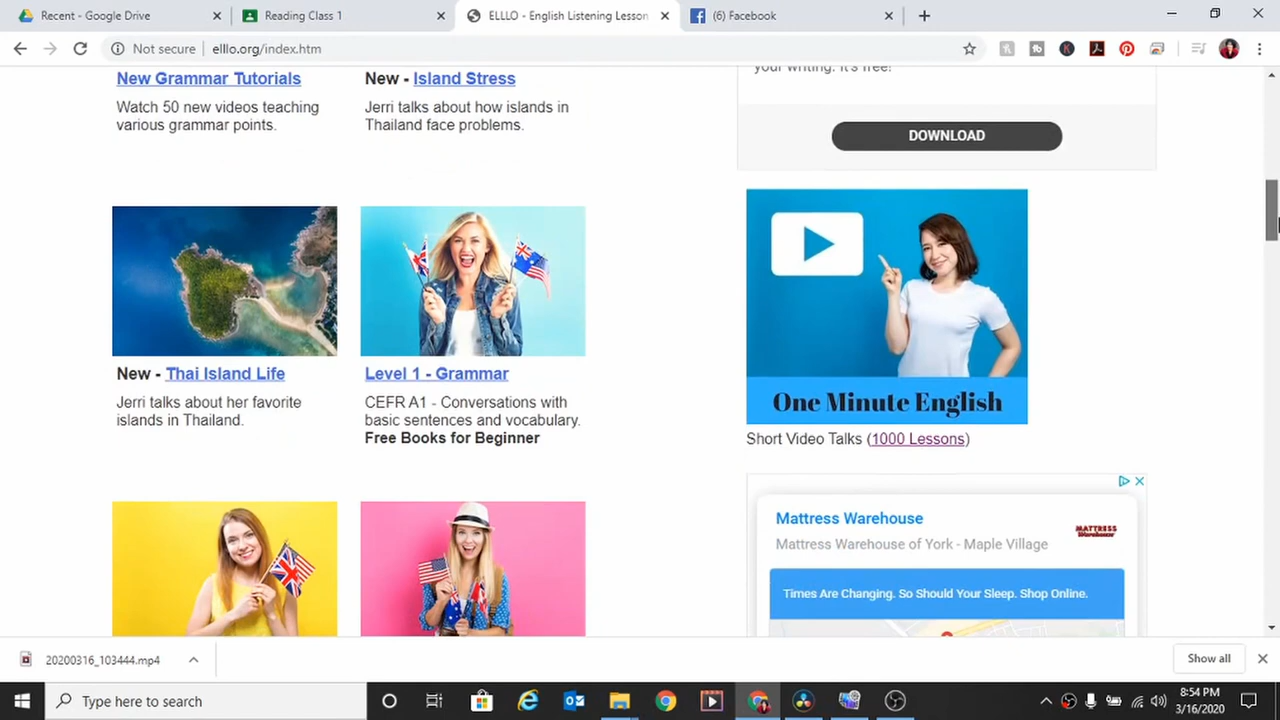 Recent - Google Drive
Reading Class 1
ELLLO - English Listening Lesson
(6) Facebook
Not secure
elllo.org/index.htm
New Grammar Tutorials
Watch 50 new videos teaching
various grammar points.
New - Island Stress
Jerri talks about how islands in
Thailand face problems.
your writing. It's free!
DOWNLOAD
New - Thai Island Life
Jerri talks about her favorite
islands in Thailand.
Level 1 - Grammar
CEFR A1 - Conversations with
basic sentences and vocabulary.
Free Books for Beginner
One Minute English
Short Video Talks (1000 Lessons)
Mattress Warehouse
Mattress Warehouse of York - Maple Village
MATTRESS
Warehouse
Times Are Changing. So Should Your Sleep. Shop Online.
20200316_103444.mp4
Show all
Type here to search
8:54 PM
3/16/2020